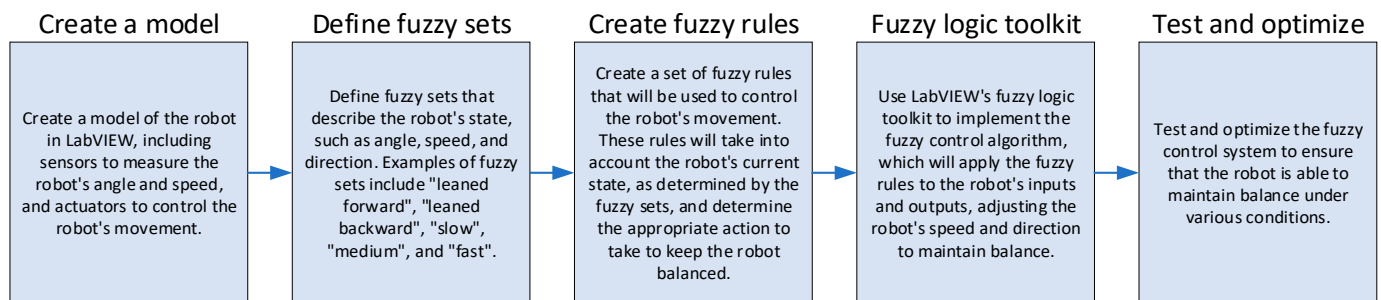 Create a model
Create a model of the robot
in LabVIEW, including
sensors to measure the
robot's angle and speed,
and actuators to control the
robot's movement.
Define fuzzy sets
Define fuzzy sets that
describe the robot's state,
such as angle, speed, and
direction. Examples of fuzzy
sets include "leaned
forward", "leaned
backward", "slow",
"medium", and "fast".
Create fuzzy rules
Create a set of fuzzy rules
that will be used to control
the robot's movement.
These rules will take into
account the robot's current
state, as determined by the
fuzzy sets, and determine
the appropriate action to
take to keep the robot
balanced.
Fuzzy logic toolkit
Use LabVIEW's fuzzy logic
toolkit to implement the
fuzzy control algorithm,
which will apply the fuzzy
rules to the robot's inputs
and outputs, adjusting the
robot's speed and direction
to maintain balance.
Test and optimize
Test and optimize the fuzzy
control system to ensure
that the robot is able to
maintain balance under
various conditions.